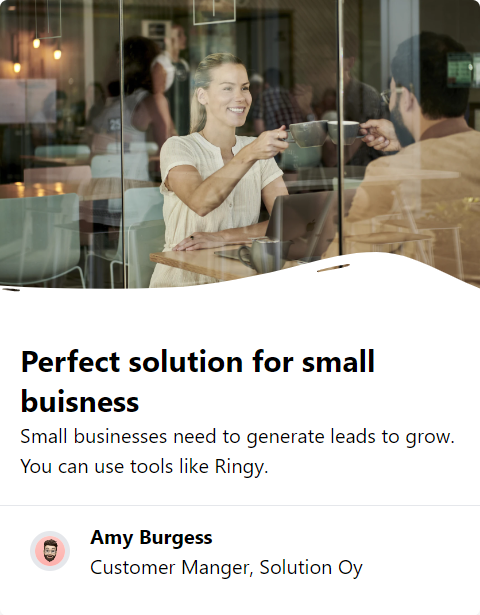 Perfect solution for small
buisness
Small businesses need to generate leads to grow.
You can use tools like Ringy.
Amy Burgess
Customer Manger, Solution Oy